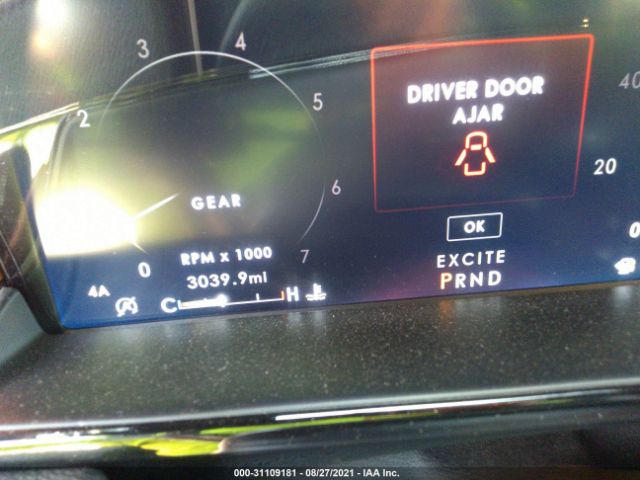 3
4
2
5
6
7
0
GEAR
RPM x 1000
3039.9ml
4A
C
H
DRIVER DOOR
AJAR
OK
EXCITE
PRND
40
20
0
000-31109181 - 08/27/2021 - IAA Inc.